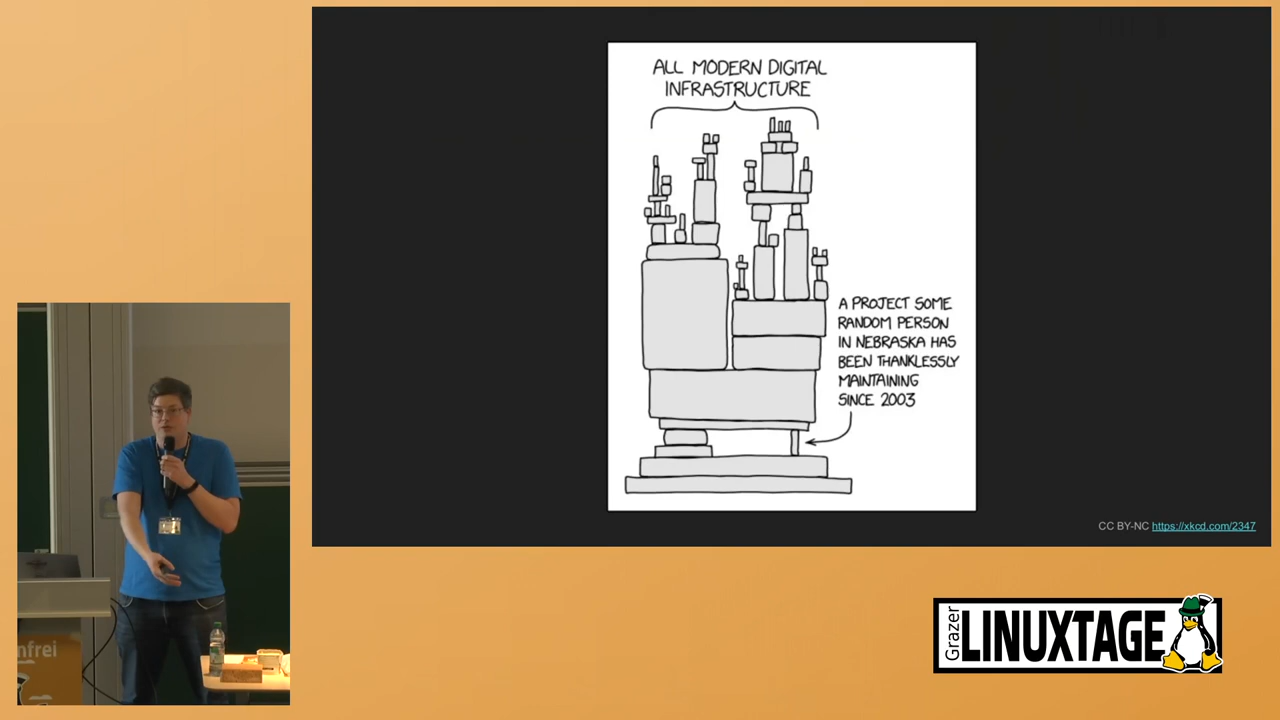 ALL MODERN DIGITAL
INFRASTRUCTURE
A PROJECT SOME
RANDOM PERSON
IN NEBRASKA HAS
BEEN THANKLESSLY
MAINTAINING
SINCE 2003
CC BY-NC https://xkcd.com/2347
nfrei
Grazer
LINUXTAGE